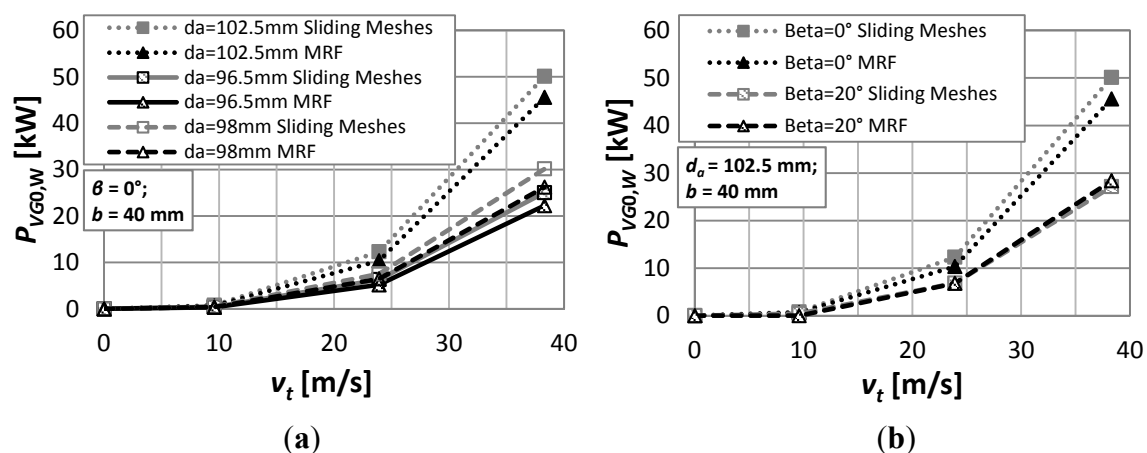 60
50
40
30
20
10
0
P_VG0,W [kW]
da=102.5mm Sliding Meshes
da=102.5mm MRF
da=96.5mm Sliding Meshes
da=96.5mm MRF
da=98mm Sliding Meshes
da=98mm MRF
β = 0°;
b = 40 mm
0 10 20 30 40
v_t [m/s]
(a)
60
50
40
30
20
10
0
P_VG0,W [kW]
Beta=0° Sliding Meshes
Beta=0° MRF
Beta=20° Sliding Meshes
Beta=20° MRF
d_a = 102.5 mm;
b = 40 mm
0 10 20 30 40
v_t [m/s]
(b)